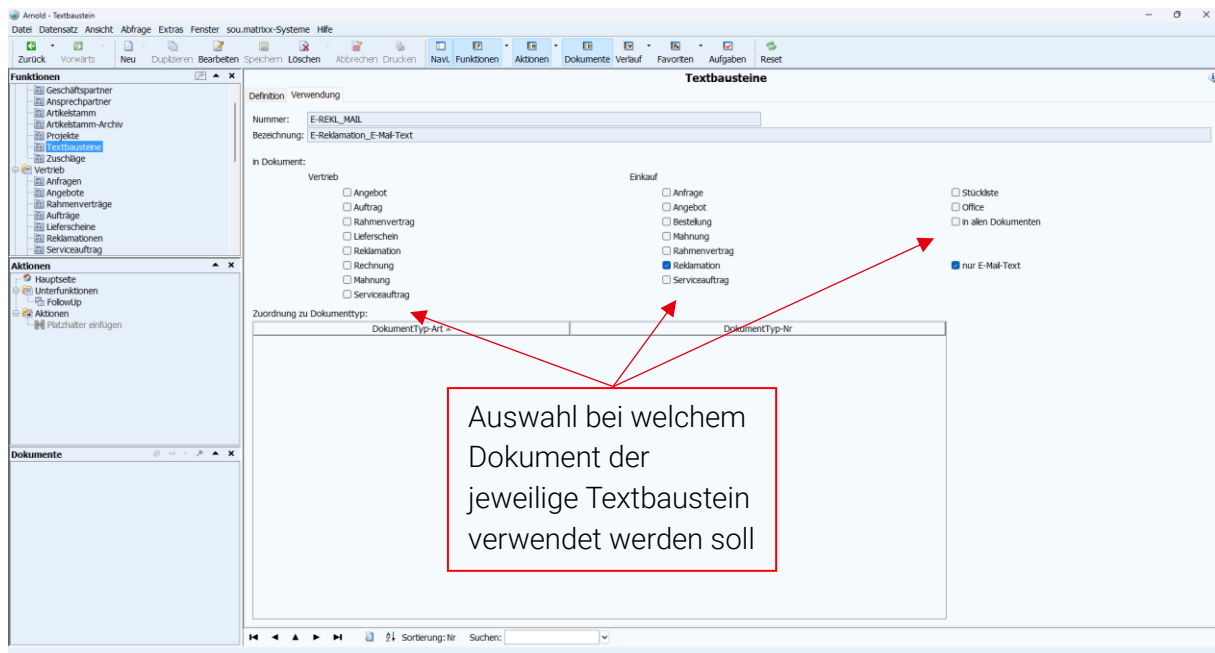 Arnold - Textbaustein
Datei Datensatz Ansicht Abfrage Extras Fenster sou.matrixx-Systeme Hilfe
Zurück Vorwärts Neu Duplizieren Bearbeiten Speichern Löschen Abbrechen Drucken Navi. Funktionen Aktionen Dokumente Verlauf Favoriten Aufgaben Reset
Funktionen
Geschäftspartner
Ansprechpartner
Artikelstamm
Artikelstamm-Archiv
Projekte
Textbausteine
Zuschläge
Vertrieb
Anfragen
Angebote
Rahmenverträge
Aufträge
Lieferscheine
Reklamationen
Serviceauftrag
Aktionen
Hauptseite
Unterfunktionen
FollowUp
Aktionen
Platzhalter einfügen
Dokumente
Textbausteine
Definition Verwendung
Nummer: E-REKL_MAIL
Bezeichnung: E-Reklamation_E-Mail-Text
in Dokument:
Vertrieb Einkauf
Angebot Anfrage Stückliste
Auftrag Angebot Office
Rahmenvertrag Bestellung in allen Dokumenten
Lieferschein Mahnung
Reklamation Rahmenvertrag
Rechnung Reklamation nur E-Mail-Text
Mahnung Serviceauftrag
Serviceauftrag
Zuordnung zu Dokumenttyp:
DokumentTyp-Art DokumentTyp-Nr
Auswahl bei welchem
Dokument der
jeweilige Textbaustein
verwendet werden soll
Sortierung: Nr Suchen: